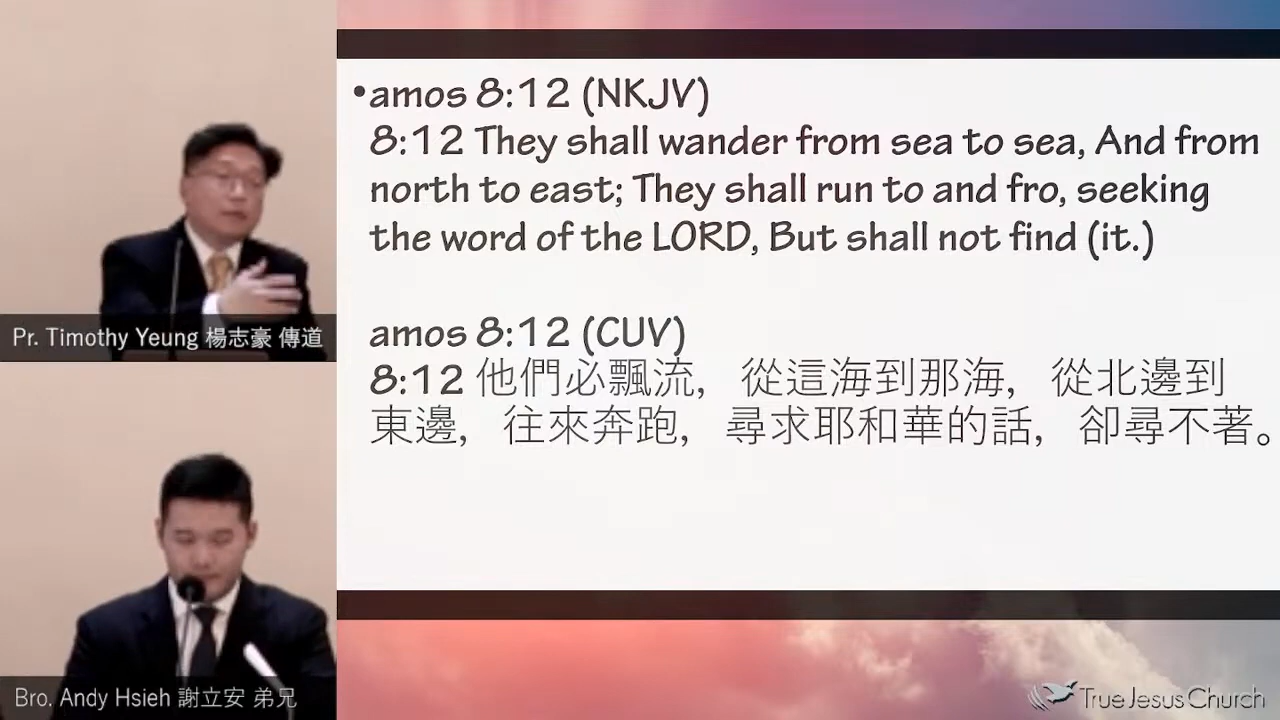 •amos 8:12 (NKJV)
8:12 They shall wander from sea to sea, And from
north to east; They shall run to and fro, seeking
the word of the LORD, But shall not find (it.)
amos 8:12 (CUV)
8:12 他們必飄流，從這海到那海，從北邊到
東邊，往來奔跑，尋求耶和華的話，卻尋不著。
Pr. Timothy Yeung 楊志豪 傳道
Bro. Andy Hsieh 謝立安 弟兄
True Jesus Church